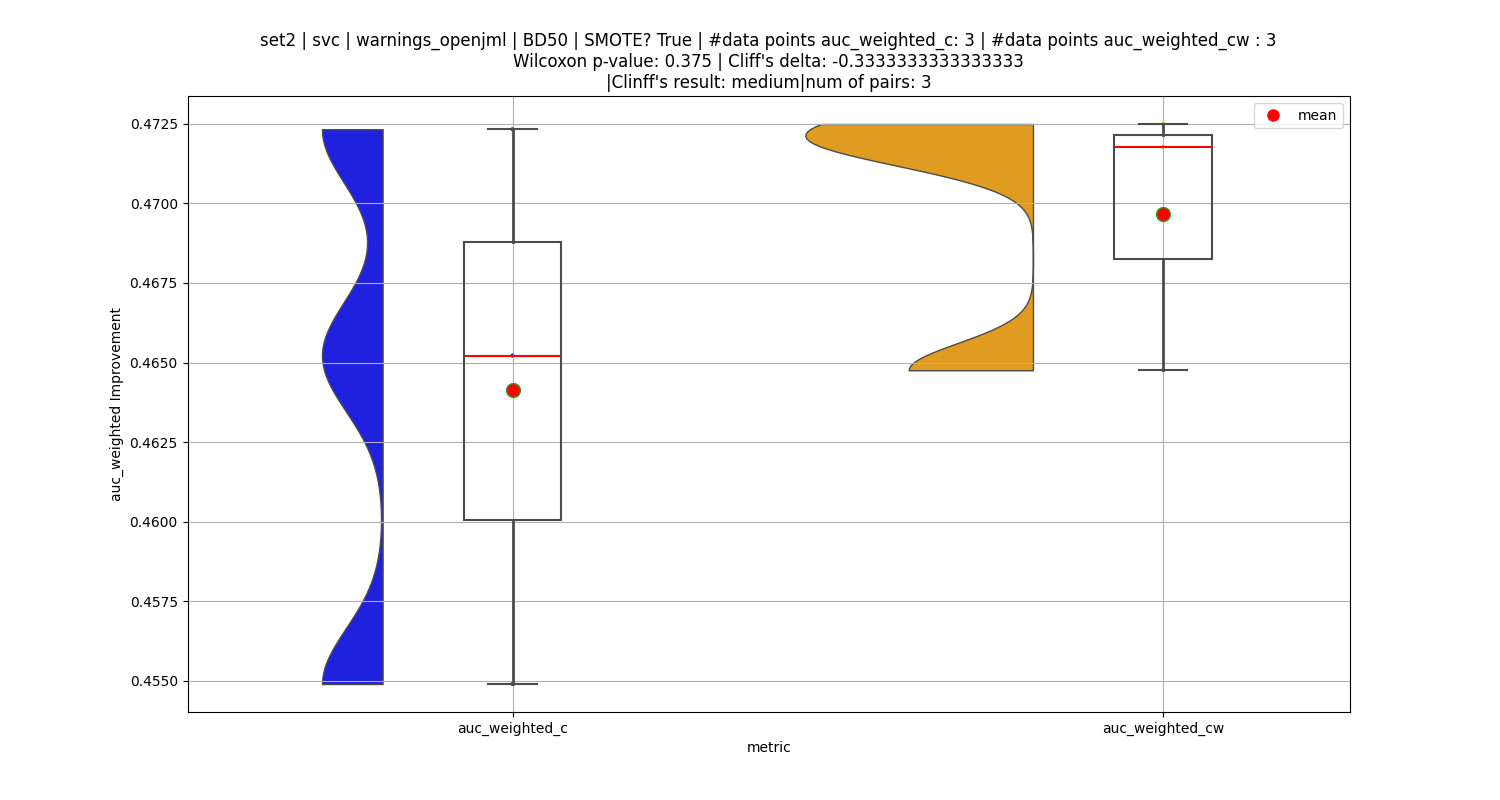 set2 | svc | warnings_openjml | BD50 | SMOTE? True | #data points auc_weighted_c: 3 | #data points auc_weighted_cw : 3
Wilcoxon p-value: 0.375 | Cliff's delta: -0.3333333333333333
|Clinff's result: medium|num of pairs: 3
mean
0.4725
0.4700
0.4675
0.4650
0.4625
0.4600
0.4575
0.4550
auc_weighted Improvement
auc_weighted_c
auc_weighted_cw
metric